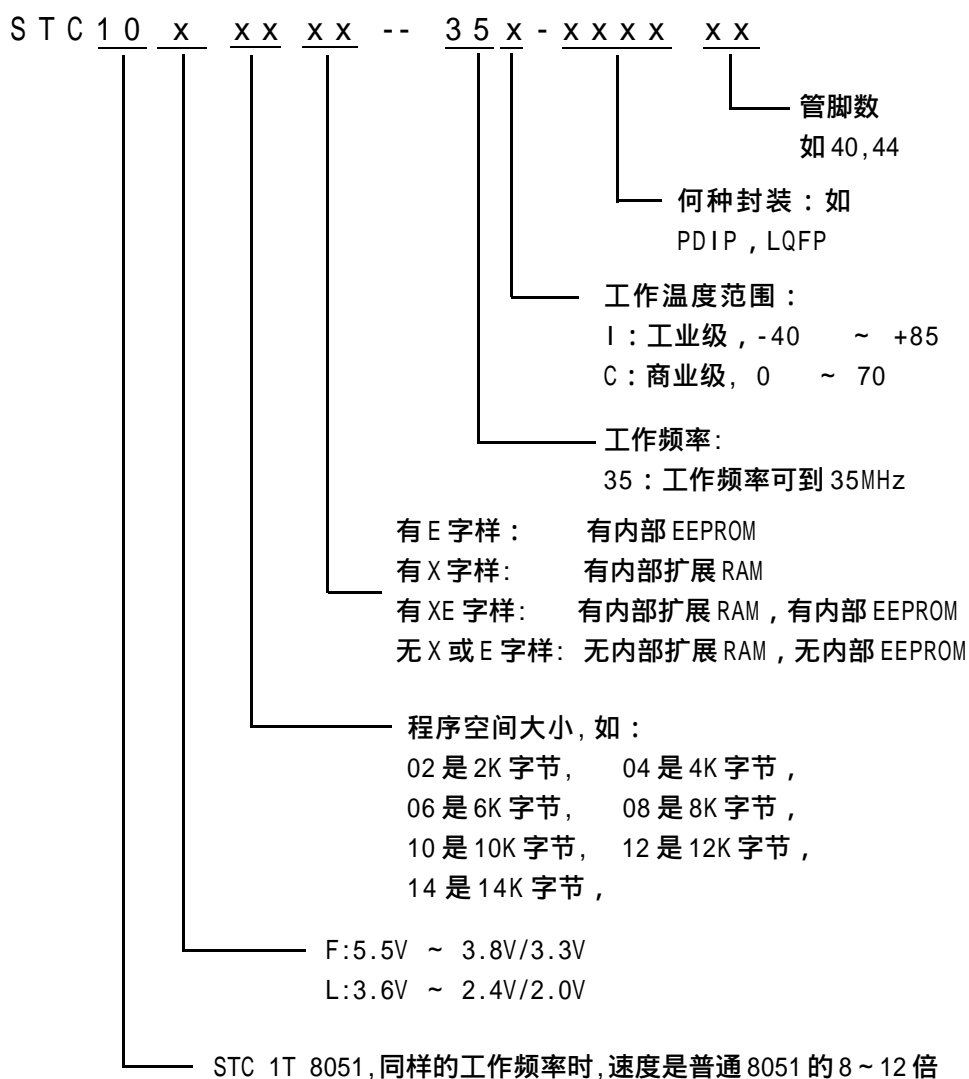 STC10 x xx xx -- 35x-xxxx xx
管脚数
如40,44
何种封装：如
PDIP，LQFP
工作温度范围：
I：工业级，-40 ~ +85
C：商业级, 0 ~ 70
工作频率:
35：工作频率可到35MHz
有E字样： 有内部EEPROM
有X字样: 有内部扩展RAM
有XE字样: 有内部扩展RAM，有内部EEPROM
无X或E字样: 无内部扩展RAM，无内部EEPROM
程序空间大小,如：
02是2K字节, 04是4K字节，
06是6K字节, 08是8K字节，
10是10K字节, 12是12K字节，
14是14K字节，
F:5.5V ~ 3.8V/3.3V
L:3.6V ~ 2.4V/2.0V
STC 1T 8051,同样的工作频率时,速度是普通8051的8~12倍